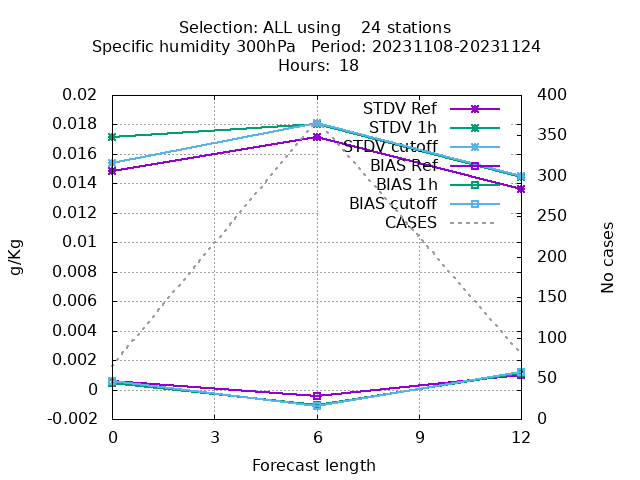 Selection: ALL using    24 stations
Specific humidity 300hPa   Period: 20231108-20231124
Hours: 18
0.02
0.018
0.016
0.014
0.012
0.01
0.008
0.006
0.004
0.002
0
-0.002
g/Kg
STDV Ref
STDV 1h
STDV cutoff
BIAS Ref
BIAS 1h
BIAS cutoff
CASES
400
350
300
250
200
150
100
50
0
No cases
0 3 6 9 12
Forecast length